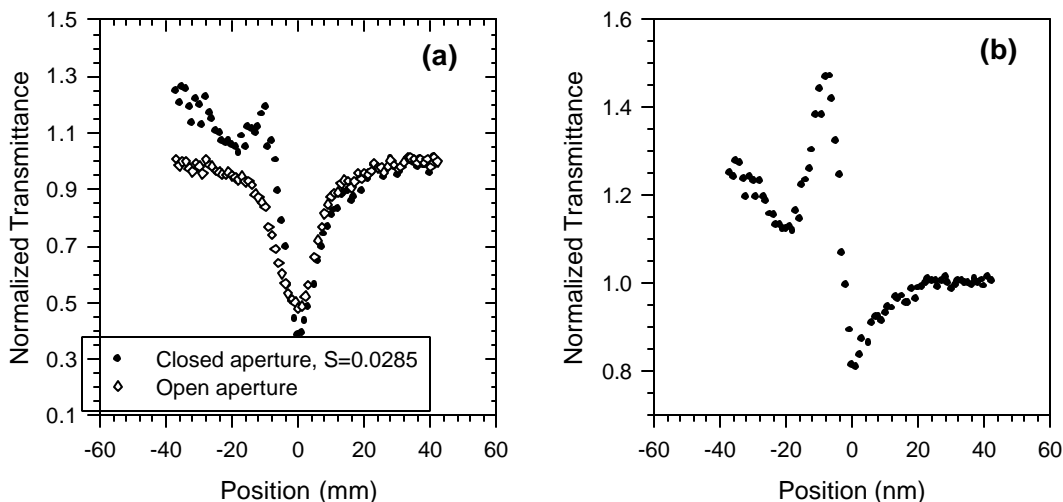 1.5
1.3
1.1
0.9
0.7
0.5
0.3
0.1
Normalized Transmittance
(a)
Closed aperture, S=0.0285
Open aperture
-60 -40 -20 0 20 40 60
Position (mm)
1.6
1.4
1.2
1.0
0.8
Normalized Transmittance
(b)
-60 -40 -20 0 20 40 60
Position (nm)